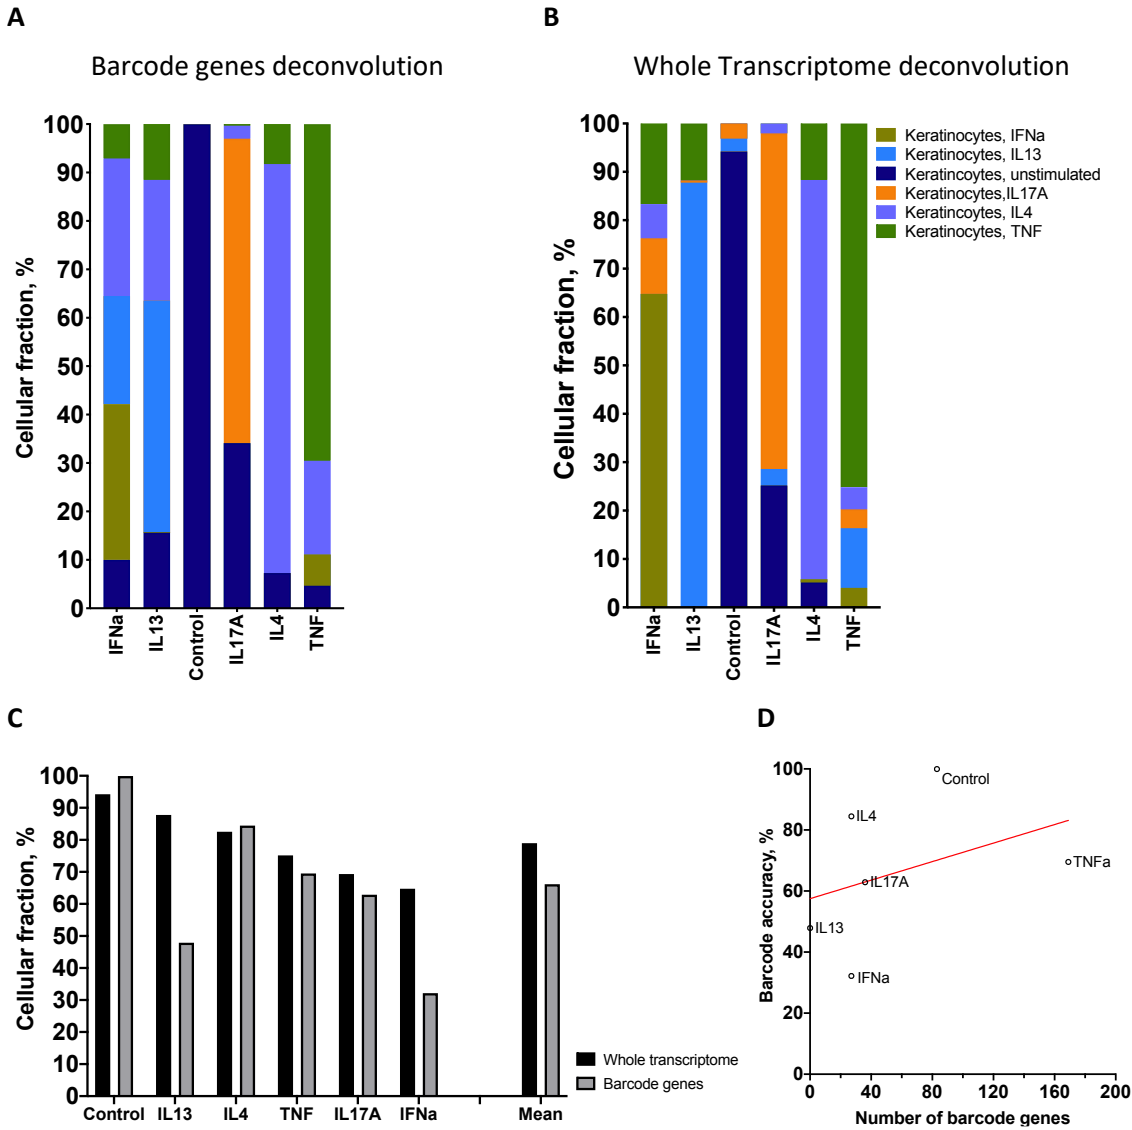 A
B
Barcode genes deconvolution
Whole Transcriptome deconvolution
Cellular fraction, %
100
90
80
70
60
50
40
30
20
10
0
IFNa
IL13
Control
IL17A
IL4
TNF
Cellular fraction, %
100
90
80
70
60
50
40
30
20
10
0
IFNa
IL13
Control
IL17A
IL4
TNF
Keratinocytes, IFNa
Keratinocytes, IL13
Keratincoytes, unstimulated
Keratinocytes,IL17A
Keratincoytes, IL4
Keratinocytes, TNF
C
D
Cellular fraction, %
100
90
80
70
60
50
40
30
20
10
0
Control
IL13
IL4
TNF
IL17A
IFNa
Mean
Whole transcriptome
Barcode genes
Barcode accuracy, %
100
80
60
40
20
0
Control
IL4
TNFa
IL17A
IL13
IFNa
0
40
80
120
160
200
Number of barcode genes